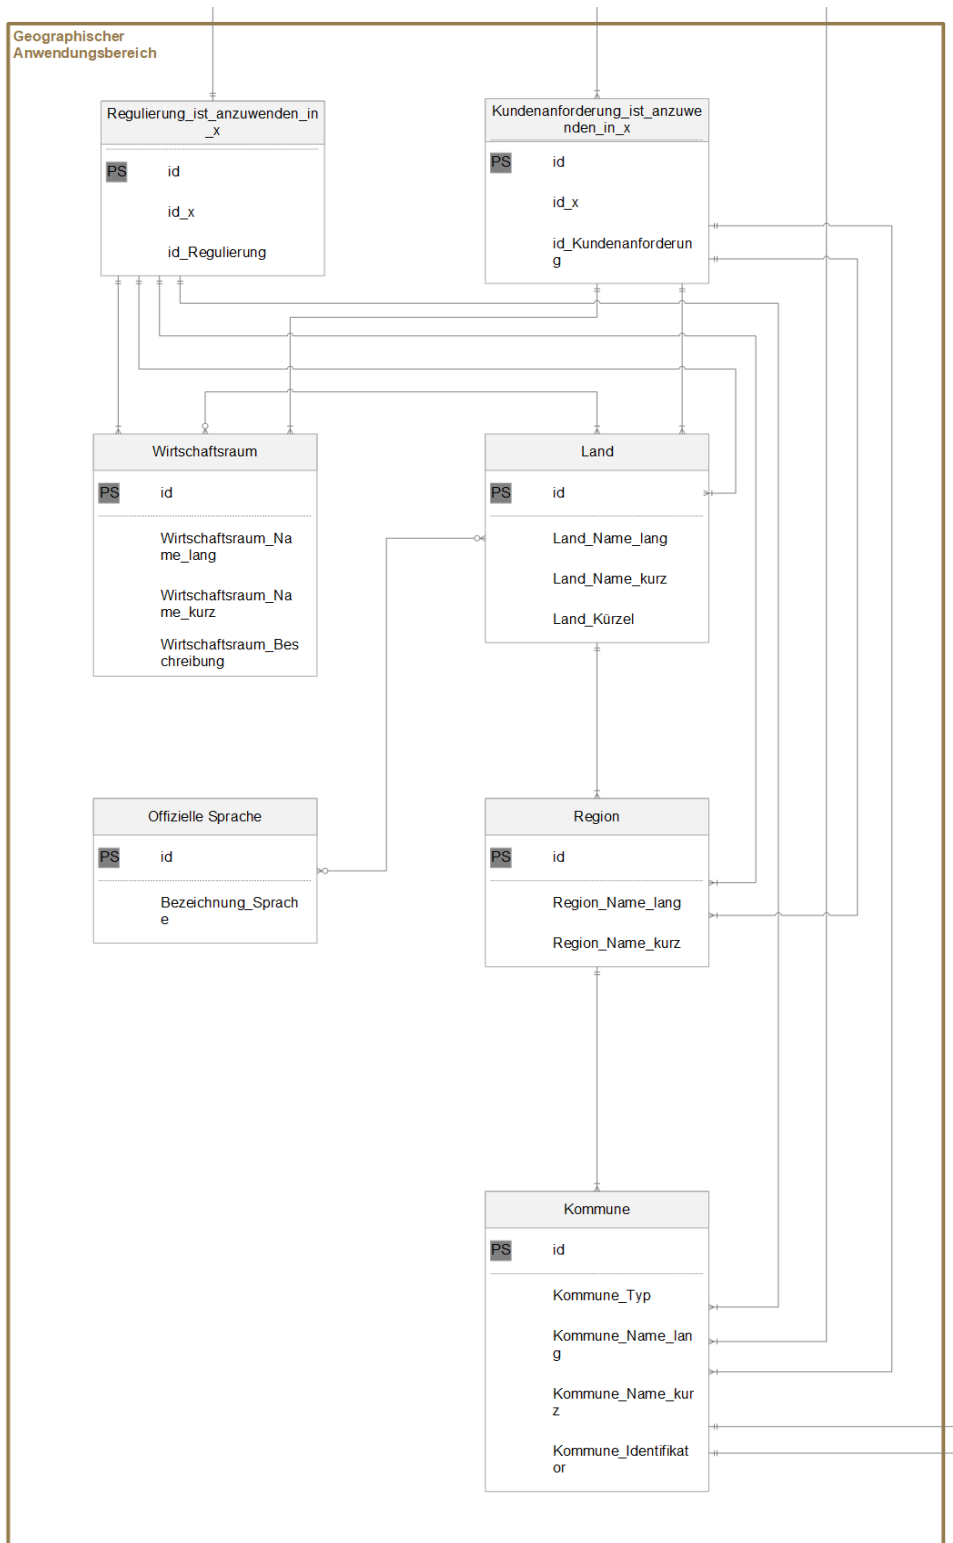 Geographischer
Anwendungsbereich
Regulierung_ist_anzuwenden_in
_x
PS id
id_x
id_Regulierung
Kundenanforderung_ist_anzuwe
nden_in_x
PS id
id_x
id_Kundenanforderun
g
Wirtschaftsraum
PS id
Wirtschaftsraum_Na
me_lang
Wirtschaftsraum_Na
me_kurz
Wirtschaftsraum_Bes
chreibung
Land
PS id
Land_Name_lang
Land_Name_kurz
Land_Kürzel
Offizielle Sprache
PS id
Bezeichnung_Sprach
e
Region
PS id
Region_Name_lang
Region_Name_kurz
Kommune
PS id
Kommune_Typ
Kommune_Name_lan
g
Kommune_Name_kur
z
Kommune_Identifikat
or